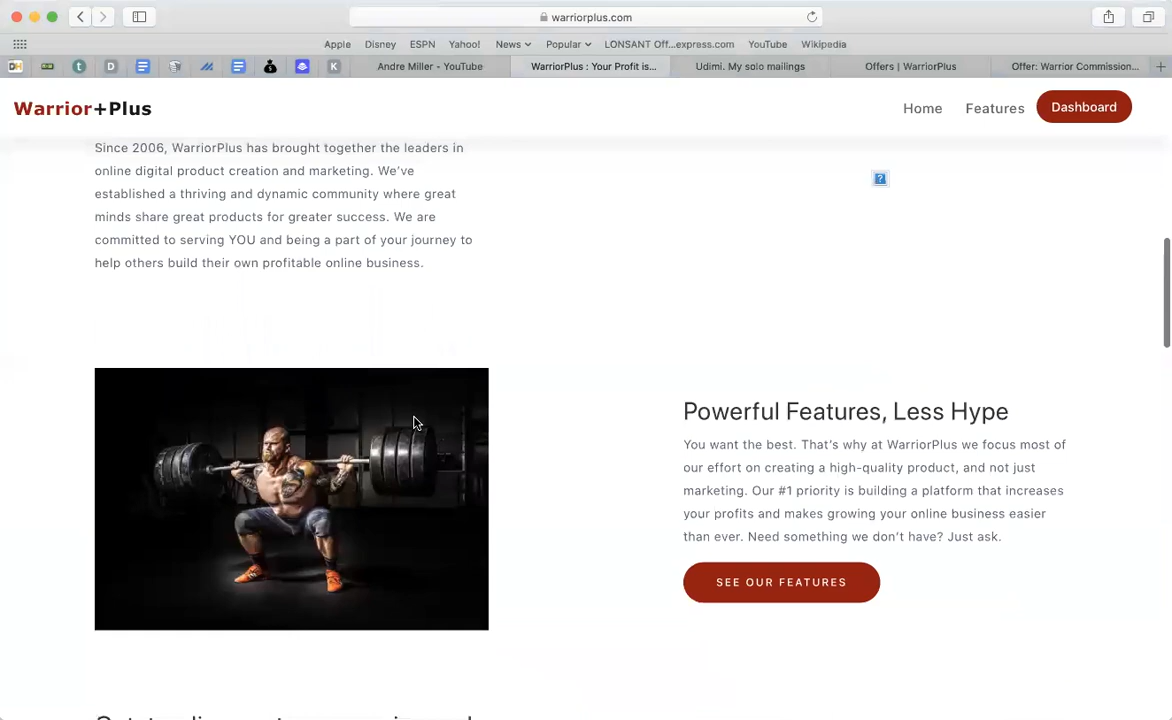 warriorplus.com
Apple Disney ESPN Yahoo! News Popular LONSANT Off...express.com YouTube Wikipedia
Andre Miller - YouTube WarriorPlus : Your Profit is... Udimi. My solo mailings Offers | WarriorPlus Offer: Warrior Commission...
Warrior+Plus Home Features Dashboard
Since 2006, WarriorPlus has brought together the leaders in
online digital product creation and marketing. We've
established a thriving and dynamic community where great
minds share great products for greater success. We are
committed to serving YOU and being a part of your journey to
help others build their own profitable online business.
Powerful Features, Less Hype
You want the best. That's why at WarriorPlus we focus most of
our effort on creating a high-quality product, and not just
marketing. Our #1 priority is building a platform that increases
your profits and makes growing your online business easier
than ever. Need something we don't have? Just ask.
SEE OUR FEATURES